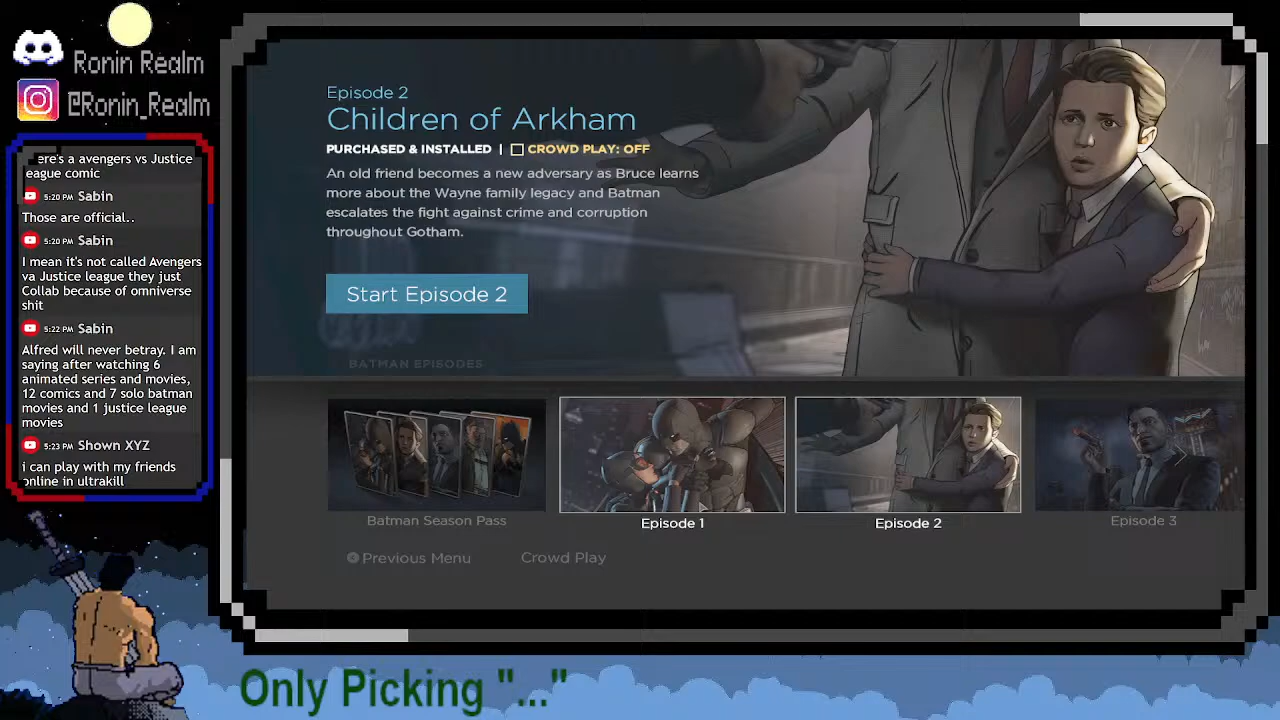 Ronin Realm
@Ronin_Realm
ere's a avengers vs Justice
eague comic
5:20 PM Sabin
Those are official..
5:20 PM Sabin
I mean it's not called Avengers
va Justice league they just
Collab because of omniverse
shit
5:22 PM Sabin
Alfred will never betray. I am
saying after watching 6
animated series and movies,
12 comics and 7 solo batman
movies and 1 justice league
movies
5:23 PM Shown XYZ
i can play with my friends
online in ultrakill
Episode 2
Children of Arkham
PURCHASED & INSTALLED | CROWD PLAY: OFF
An old friend becomes a new adversary as Bruce learns
more about the Wayne family legacy and Batman
escalates the fight against crime and corruption
throughout Gotham.
Start Episode 2
BATMAN EPISODES
Batman Season Pass
Episode 1
Episode 2
Episode 3
Previous Menu
Crowd Play
Only Picking "..."